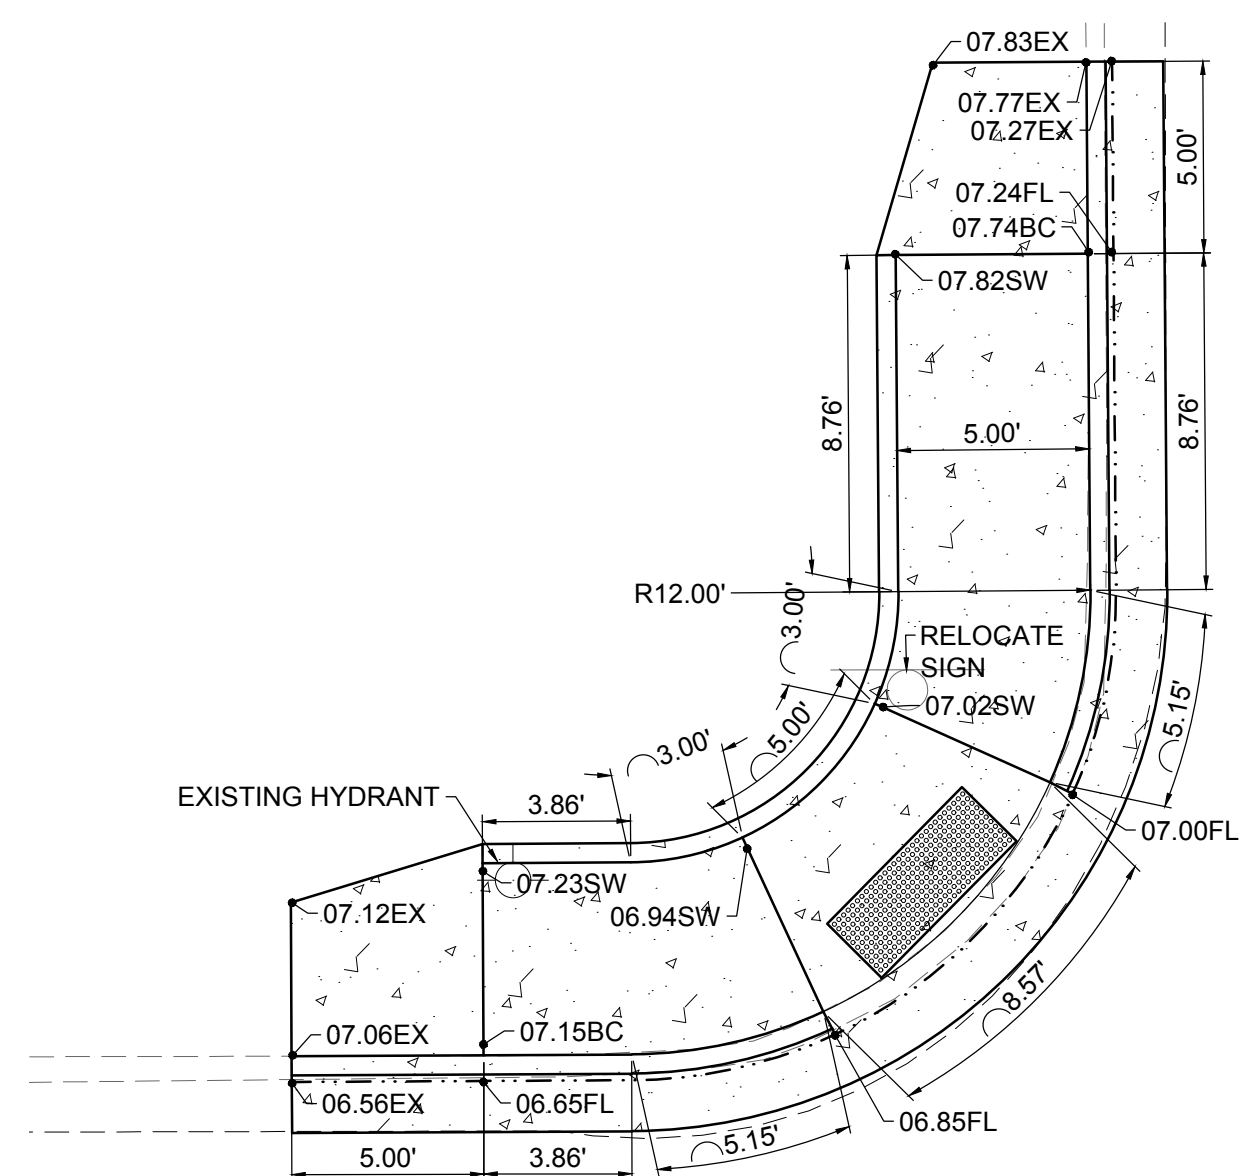 07.83EX
07.77EX
07.27EX
5.00'
07.24FL
07.74BC
07.82SW
8.76'
5.00'
8.76'
R12.00'
3.00'
RELOCATE
SIGN
07.02SW
5.15'
5.00'
3.00'
EXISTING HYDRANT
3.86'
07.00FL
07.23SW
07.12EX
06.94SW
8.57'
07.06EX
07.15BC
06.56EX
06.65FL
06.85FL
5.15'
5.00'
3.86'